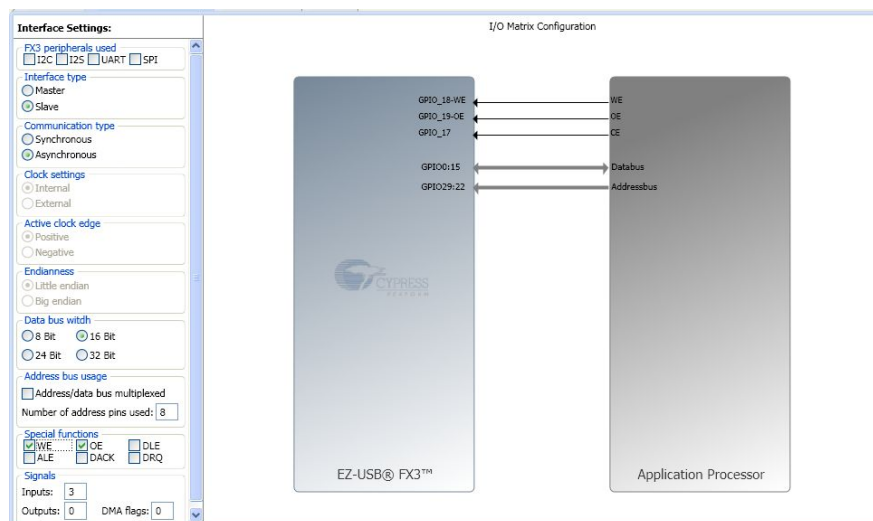 Interface Settings:
FX3 peripherals used
I2C I2S UART SPI
Interface type
Master
Slave
Communication type
Synchronous
Asynchronous
Clock settings
Internal
External
Active clock edge
Positive
Negative
Endianness
Little endian
Big endian
Data bus witdh
8 Bit 16 Bit
24 Bit 32 Bit
Address bus usage
Address/data bus multiplexed
Number of address pins used: 8
Special functions
WE OE DLE
ALE DACK DRQ
Signals
Inputs: 3
Outputs: 0 DMA flags: 0
I/O Matrix Configuration
GPIO_18-WE WE
GPIO_19-OE OE
GPIO_17 CE
GPIO0:15 Databus
GPIO29:22 Addressbus
CYPRESS
PERFORM
EZ-USB® FX3™
Application Processor